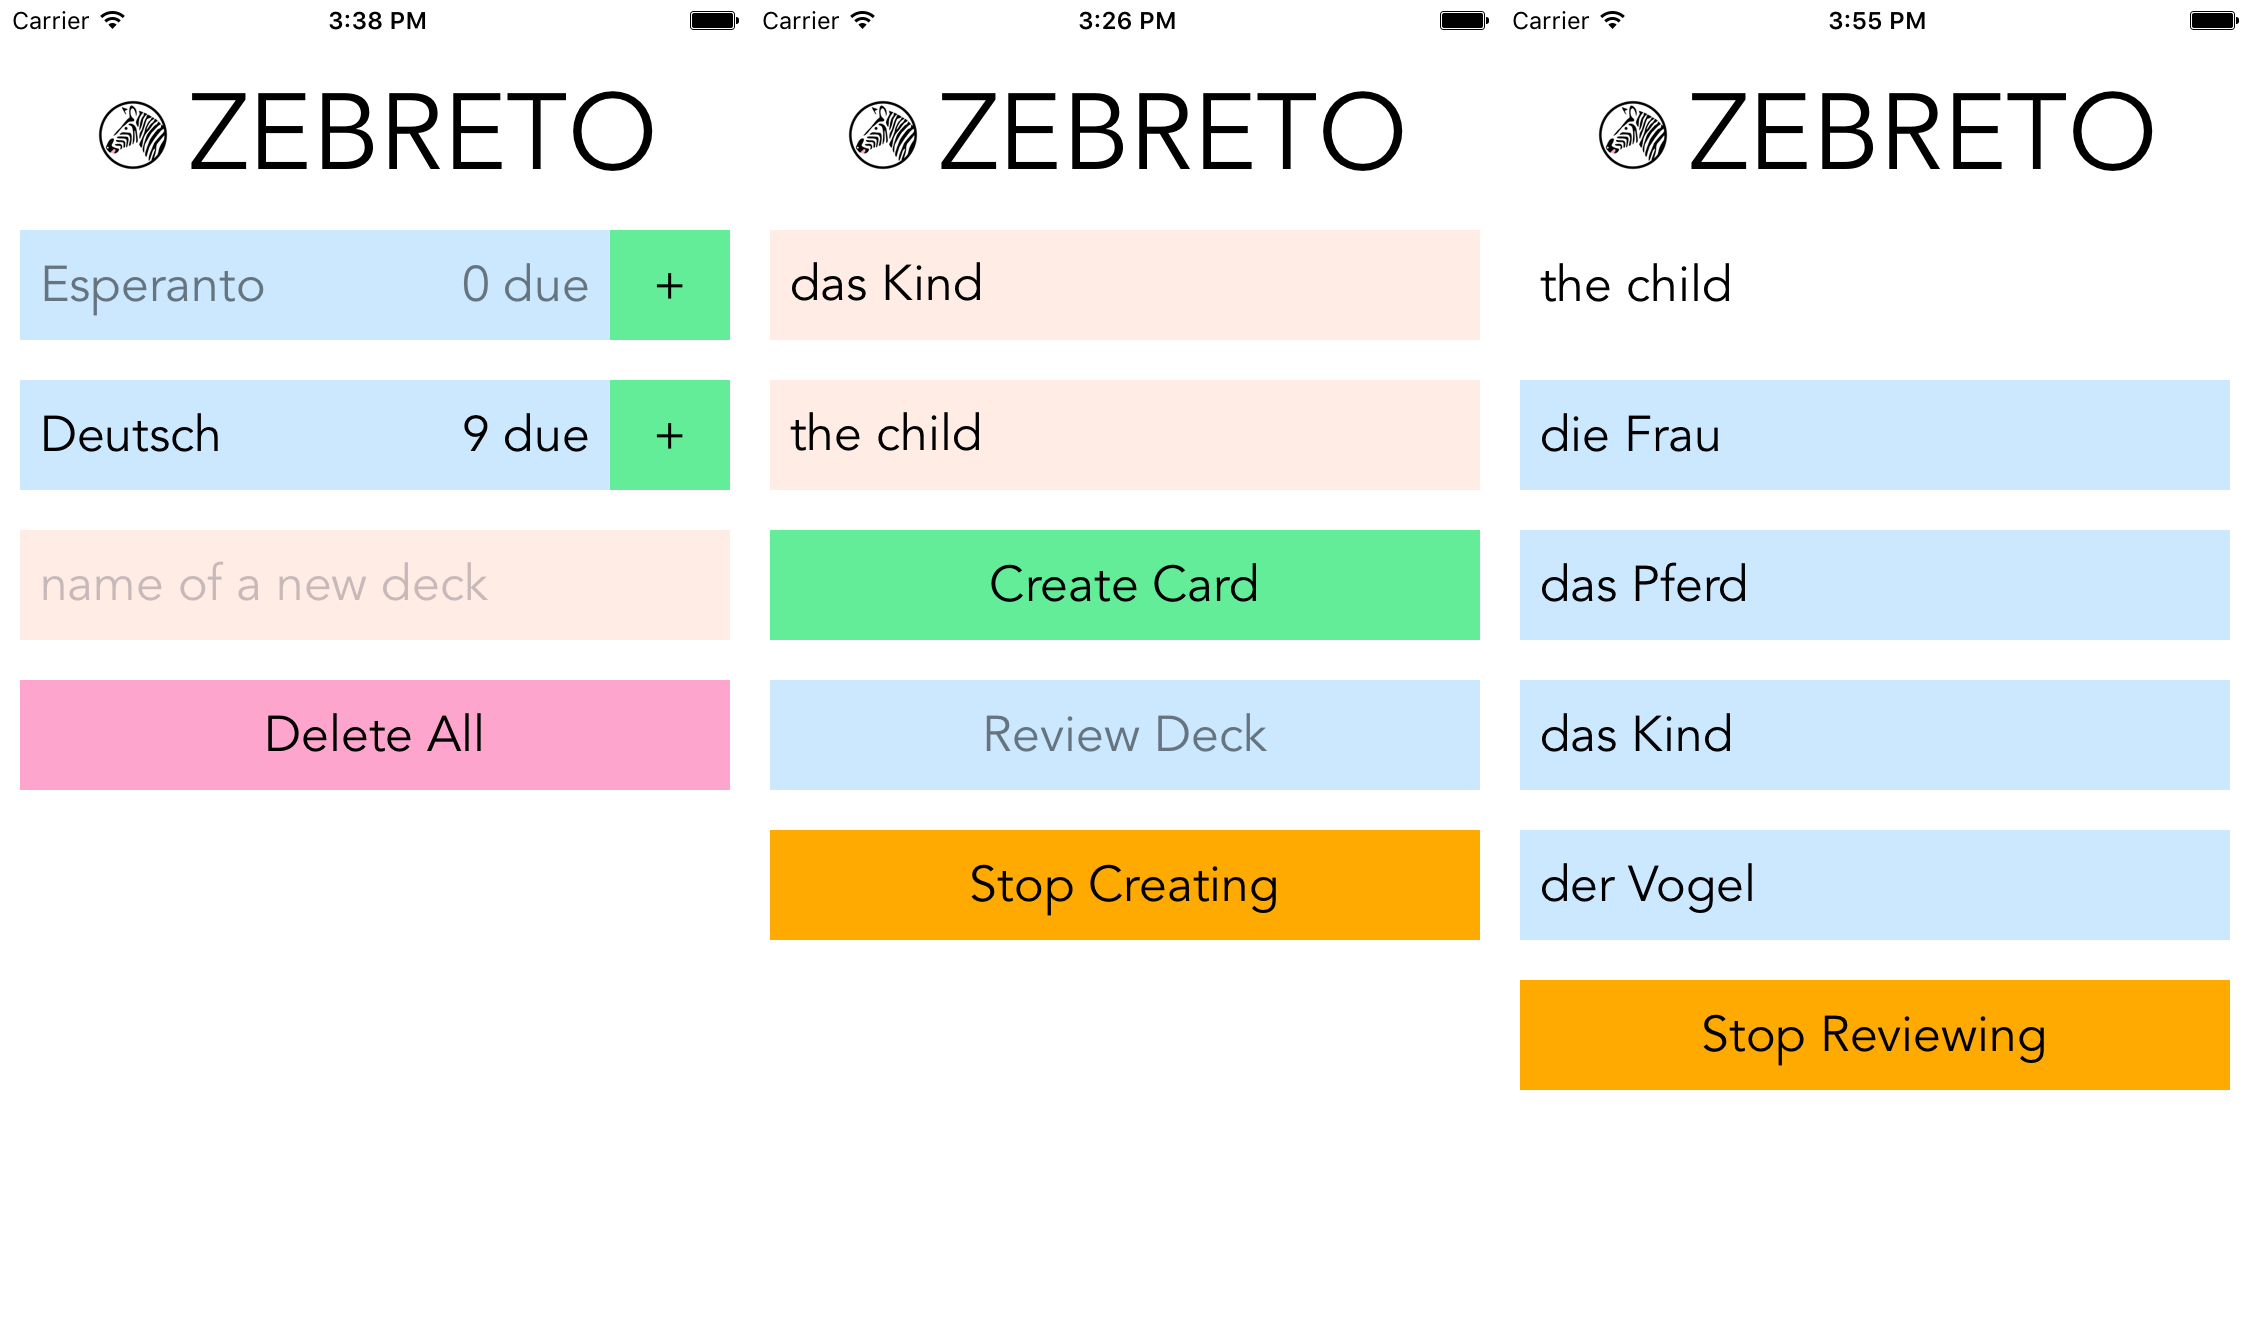 Carrier 3:38 PM
ZEBRETO
Esperanto 0 due +
Deutsch 9 due +
name of a new deck
Delete All
Carrier 3:26 PM
ZEBRETO
das Kind
the child
Create Card
Review Deck
Stop Creating
Carrier 3:55 PM
ZEBRETO
the child
die Frau
das Pferd
das Kind
der Vogel
Stop Reviewing